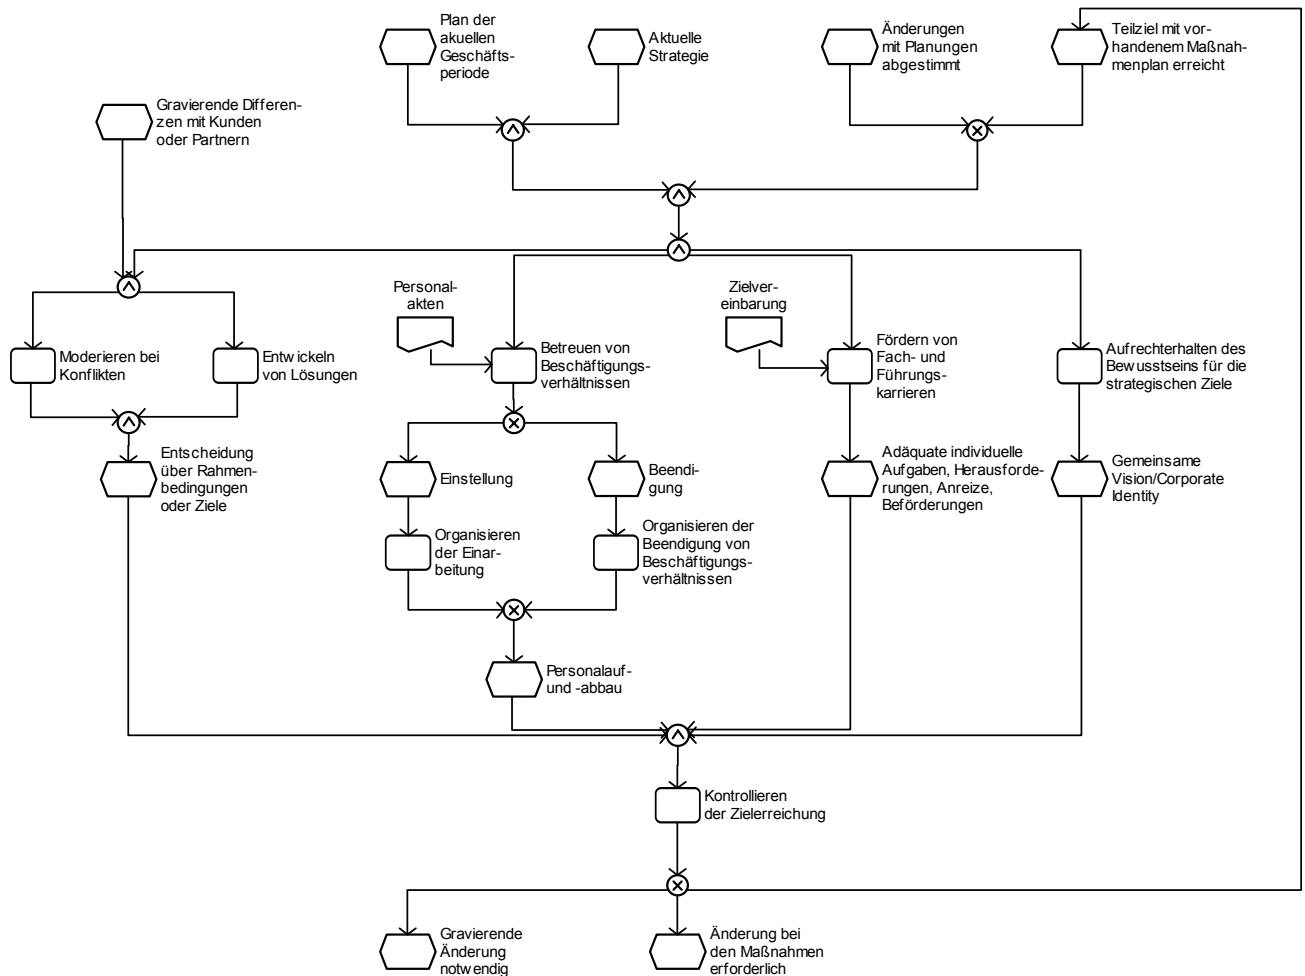 Plan der
akuellen
Geschäfts-
periode
Aktuelle
Strategie
Änderungen
mit Planungen
abgestimmt
Teilziel mit vor-
handenem Maßnah-
menplan erreicht
Gravierende Differen-
zen mit Kunden
oder Partnern
Personal-
akten
Zielver-
einbarung
Moderieren bei
Konflikten
Entwickeln
von Lösungen
Betreuen von
Beschäftigungs-
verhältnissen
Fördern von
Fach- und
Führungs-
karrieren
Aufrechterhalten des
Bewusstseins für die
strategischen Ziele
Entscheidung
über Rahmen-
bedingungen
oder Ziele
Einstellung
Beendi-
gung
Adäquate individuelle
Aufgaben, Herausforde-
rungen, Anreize,
Beförderungen
Gemeinsame
Vision/Corporate
Identity
Organisieren
der Einar-
beitung
Organisieren der
Beendigung von
Beschäftigungs-
verhältnissen
Personalauf-
und -abbau
Kontrollieren
der Zielerreichung
Gravierende
Änderung
notwendig
Änderung bei
den Maßnahmen
erforderlich